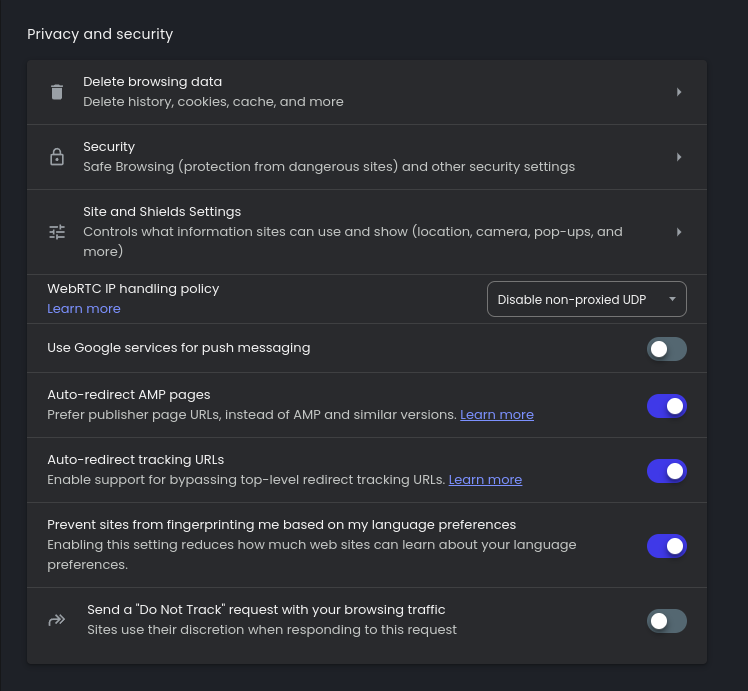 Privacy and security
Delete browsing data
Delete history, cookies, cache, and more
Security
Safe Browsing (protection from dangerous sites) and other security settings
Site and Shields Settings
Controls what information sites can use and show (location, camera, pop-ups, and
more)
WebRTC IP handling policy
Learn more
Disable non-proxied UDP
Use Google services for push messaging
Auto-redirect AMP pages
Prefer publisher page URLs, instead of AMP and similar versions. Learn more
Auto-redirect tracking URLs
Enable support for bypassing top-level redirect tracking URLs. Learn more
Prevent sites from fingerprinting me based on my language preferences
Enabling this setting reduces how much web sites can learn about your language
preferences.
Send a "Do Not Track" request with your browsing traffic
Sites use their discretion when responding to this request